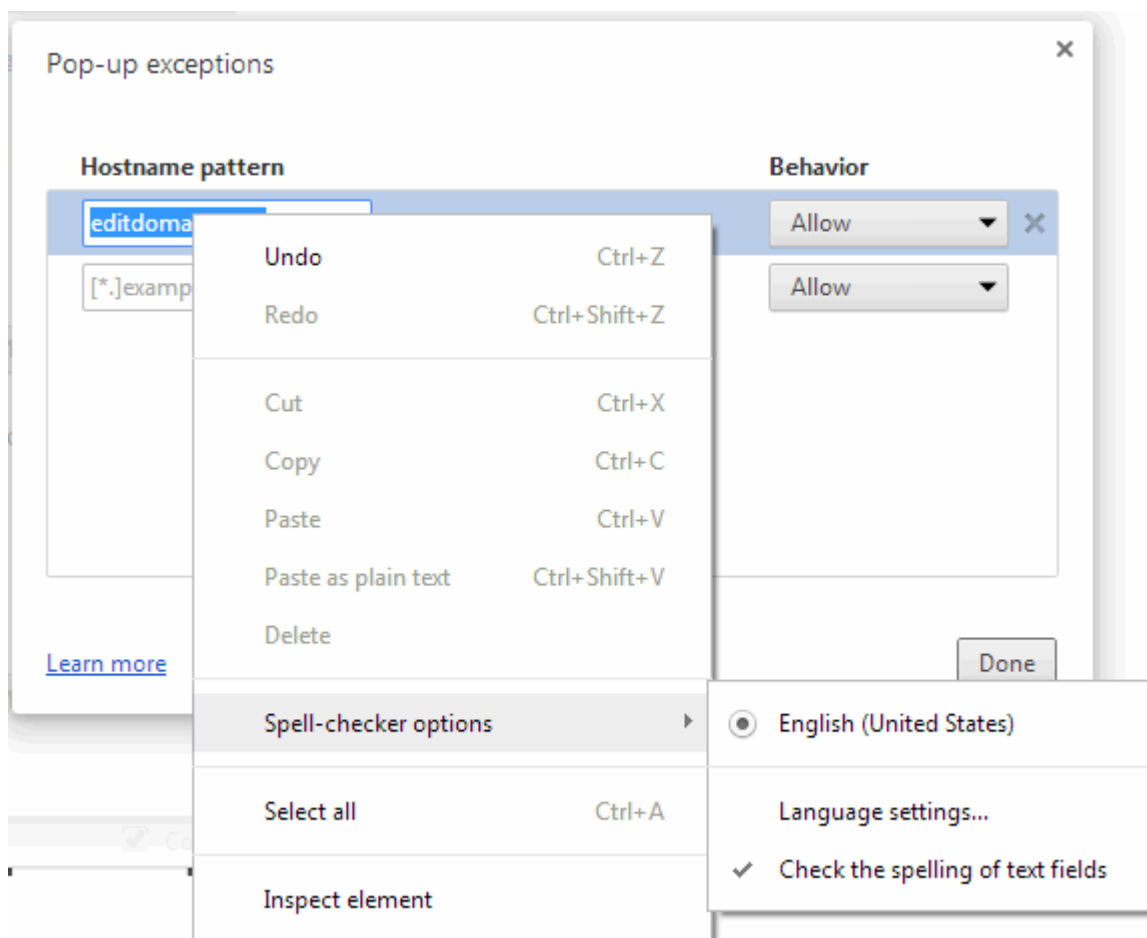 Pop-up exceptions
Hostname pattern Behavior
editdoma Allow
[*.]examp Allow
Undo Ctrl+Z
Redo Ctrl+Shift+Z
Cut Ctrl+X
Copy Ctrl+C
Paste Ctrl+V
Paste as plain text Ctrl+Shift+V
Delete
Learn more Done
Spell-checker options English (United States)
Select all Ctrl+A Language settings...
Check the spelling of text fields
Inspect element